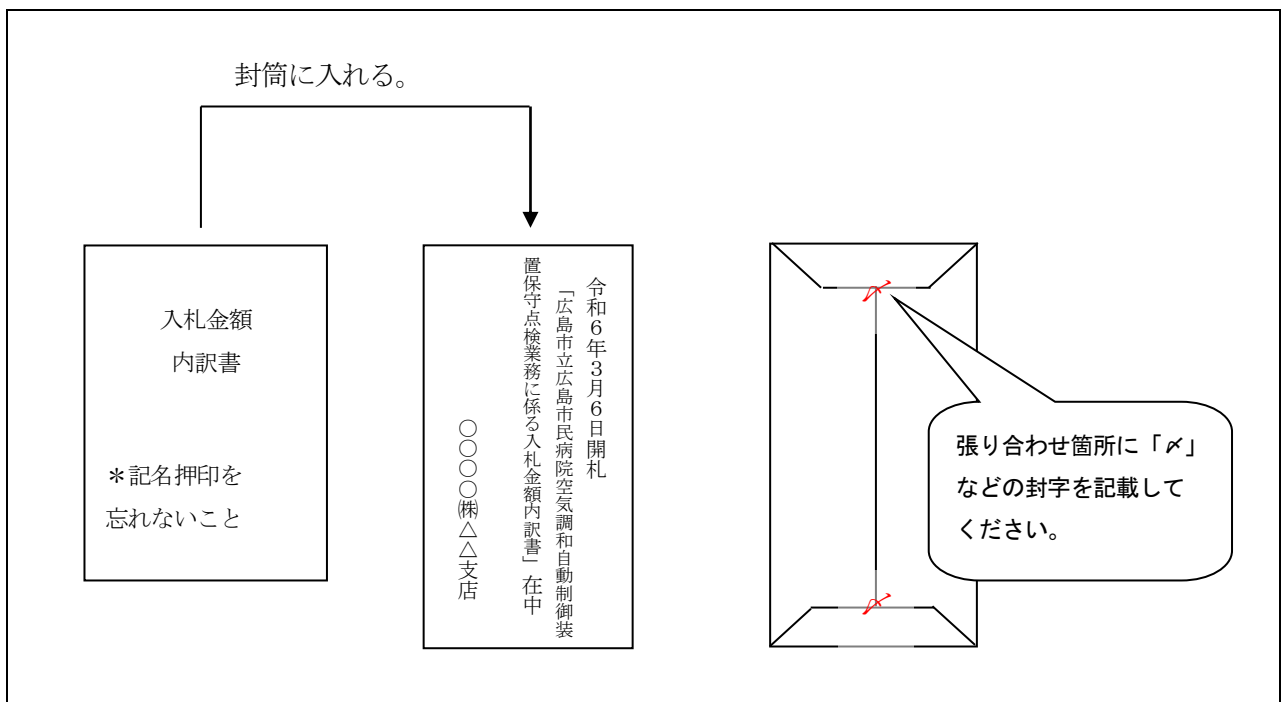 封筒に入れる。
入札金額
内訳書
＊記名押印を
忘れないこと
令和６年３月６日開札
「広島市立広島市民病院空気調和自動制御装
置保守点検業務に係る入札金額内訳書」在中
〇〇〇〇㈱△△支店
〆
張り合わせ箇所に「〆」
などの封字を記載して
ください。
〆